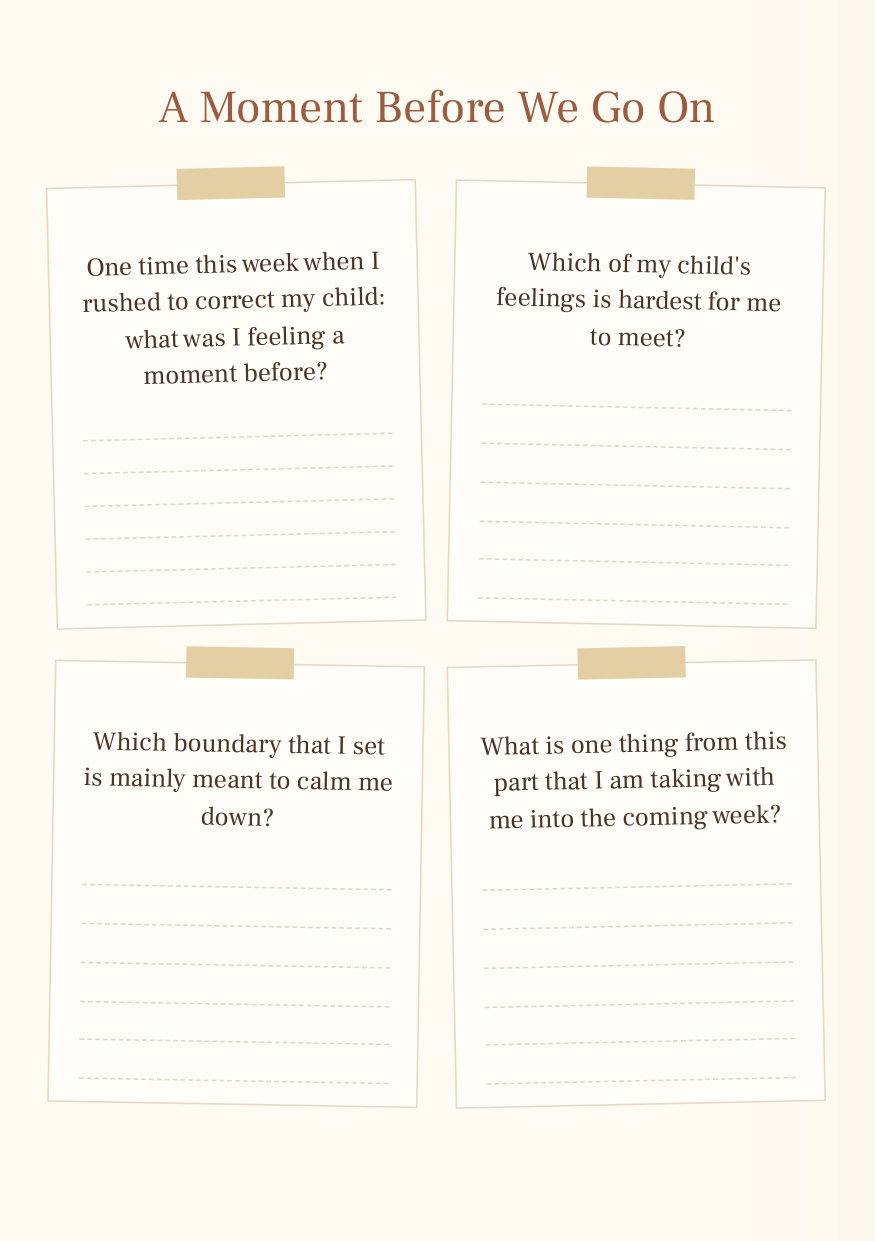 A Moment Before We Go On
One time this week when I
rushed to correct my child:
what was I feeling a
moment before?
Which of my child's
feelings is hardest for me
to meet?
Which boundary that I set
is mainly meant to calm me
down?
What is one thing from this
part that I am taking with
me into the coming week?